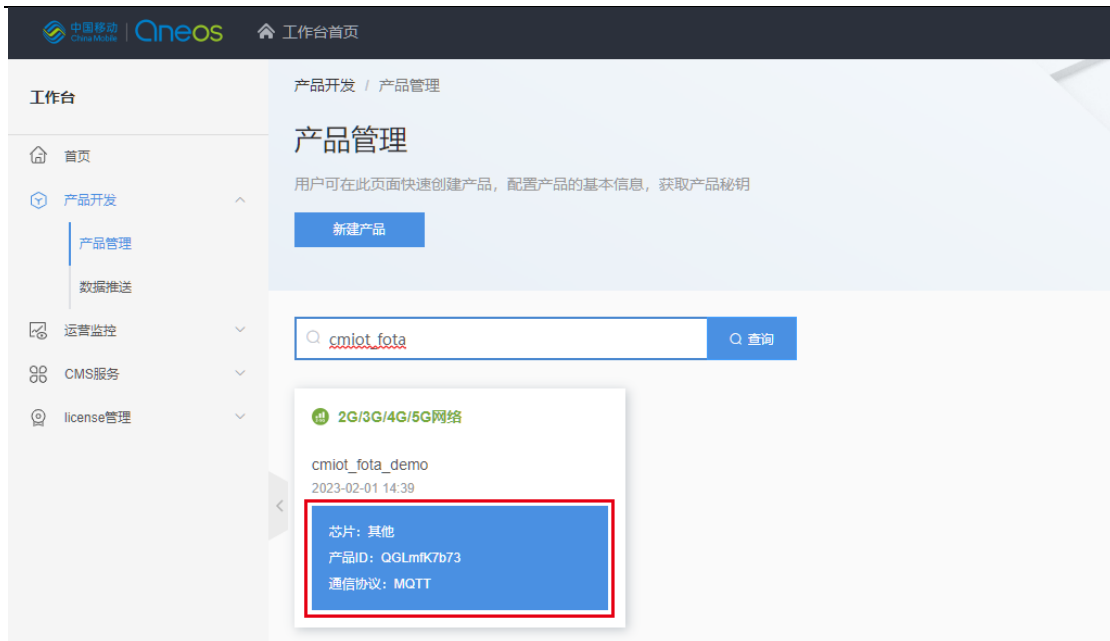 中国移动 China Mobile | OneOS 工作台首页
工作台
首页
产品开发
产品管理
数据推送
运营监控
CMS服务
license管理
产品开发 / 产品管理
产品管理
用户可在此页面快速创建产品，配置产品的基本信息，获取产品秘钥
新建产品
cmiot_fota
查询
2G/3G/4G/5G网络
cmiot_fota_demo
2023-02-01 14:39
芯片：其他
产品ID：QGLmfK7b73
通信协议：MQTT